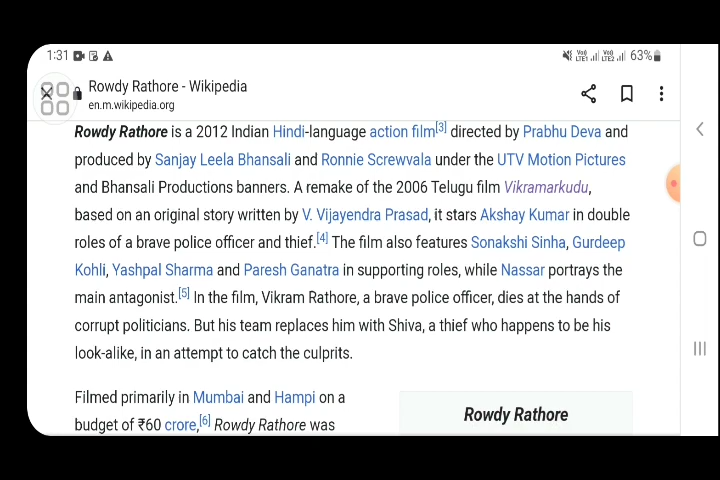 1:31 63%
Rowdy Rathore - Wikipedia
en.m.wikipedia.org
Rowdy Rathore is a 2012 Indian Hindi-language action film[3] directed by Prabhu Deva and
produced by Sanjay Leela Bhansali and Ronnie Screwvala under the UTV Motion Pictures
and Bhansali Productions banners. A remake of the 2006 Telugu film Vikramarkudu,
based on an original story written by V. Vijayendra Prasad, it stars Akshay Kumar in double
roles of a brave police officer and thief.[4] The film also features Sonakshi Sinha, Gurdeep
Kohli, Yashpal Sharma and Paresh Ganatra in supporting roles, while Nassar portrays the
main antagonist.[5] In the film, Vikram Rathore, a brave police officer, dies at the hands of
corrupt politicians. But his team replaces him with Shiva, a thief who happens to be his
look-alike, in an attempt to catch the culprits.
Filmed primarily in Mumbai and Hampi on a
budget of ₹60 crore,[6] Rowdy Rathore was
Rowdy Rathore